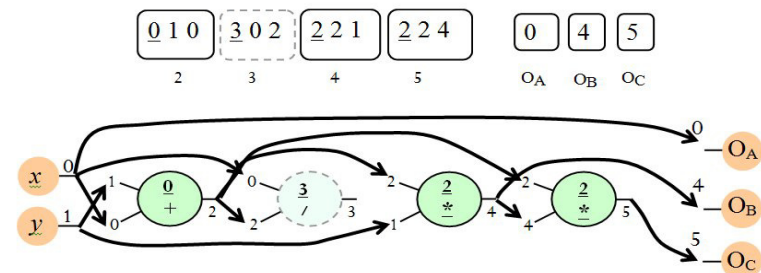 0 1 0 3 0 2 2 2 1 2 2 4 0 4 5
2 3 4 5 OA OB OC
x 0 1 0 + 0 2 0 2 3 / 3 2 1 2 * 4 2 4 2 * 5 0 OA
y 1 4 OB
5 OC